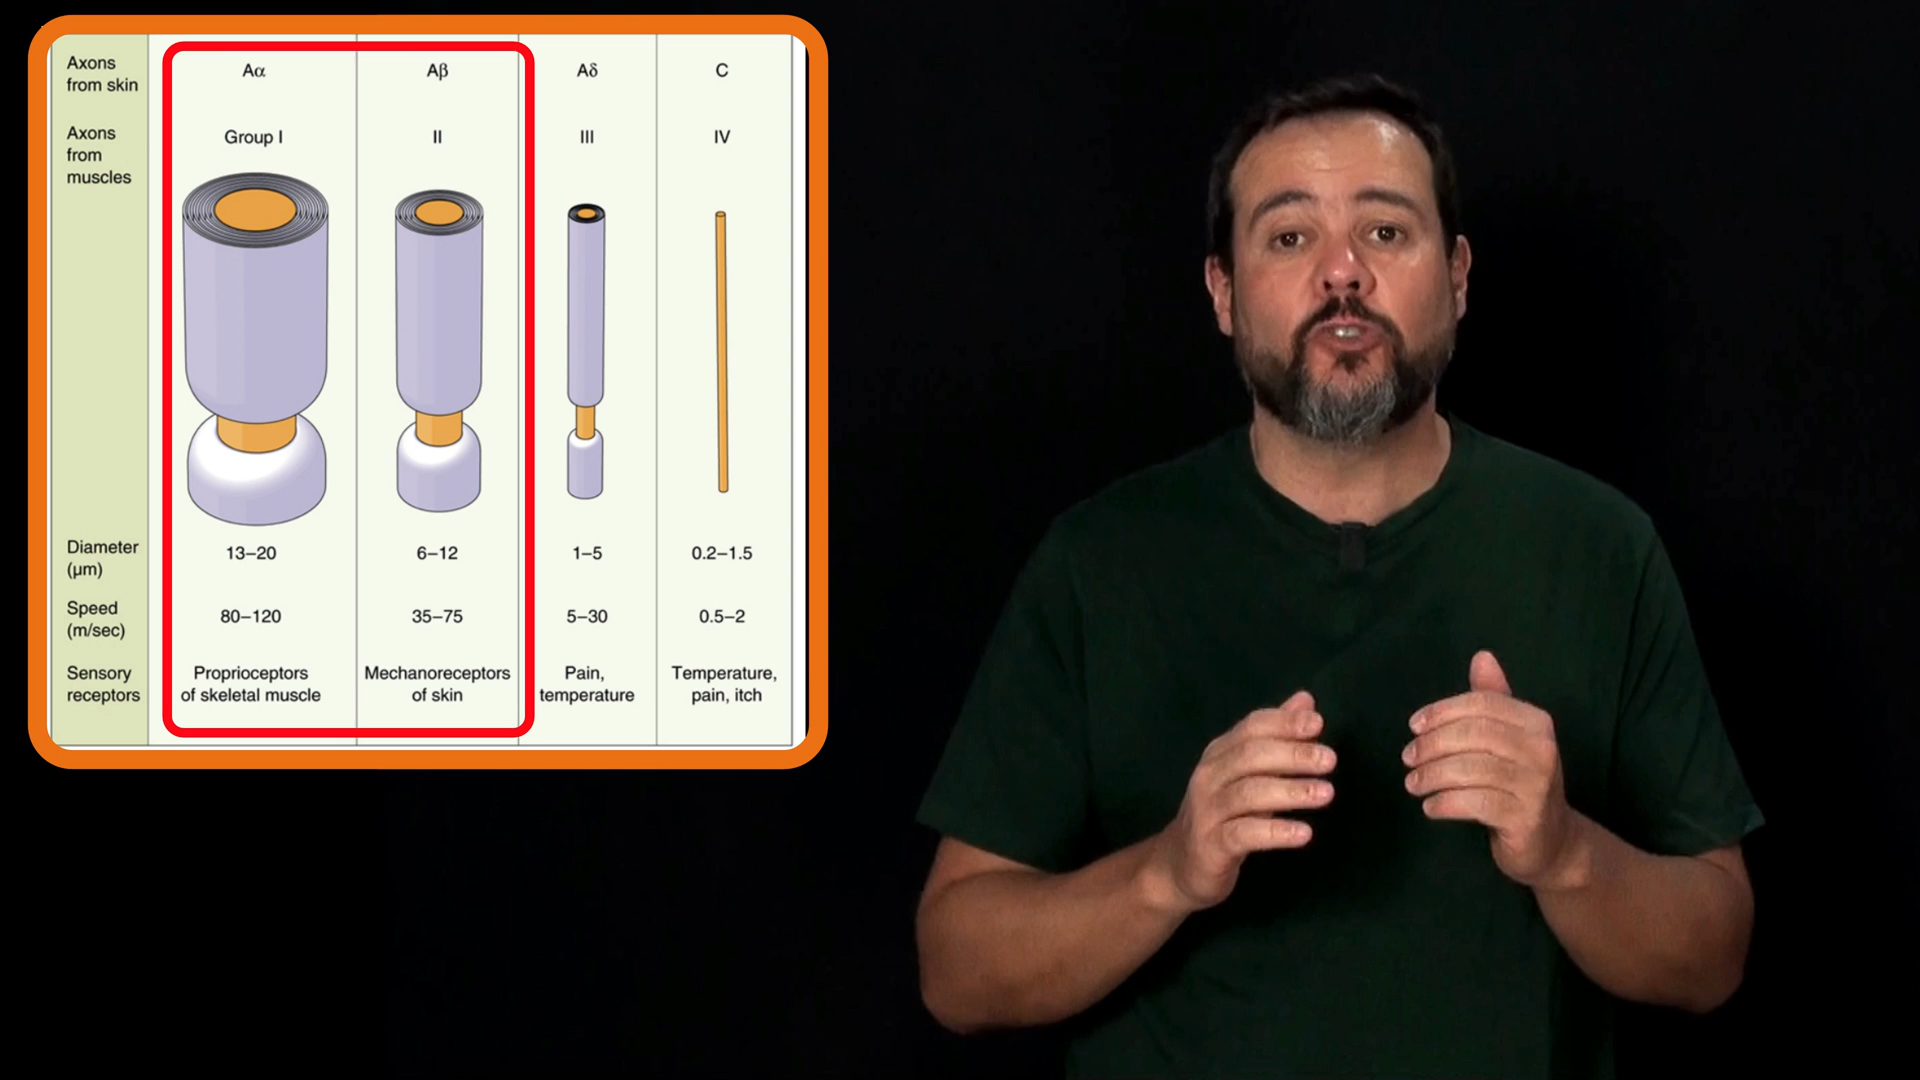 Axons
from skin
Aα
Aβ
Aδ
C
Axons
from
muscles
Group I
II
III
IV
Diameter
(µm)
13–20
6–12
1–5
0.2–1.5
Speed
(m/sec)
80–120
35–75
5–30
0.5–2
Sensory
receptors
Proprioceptors
of skeletal muscle
Mechanoreceptors
of skin
Pain,
temperature
Temperature,
pain, itch